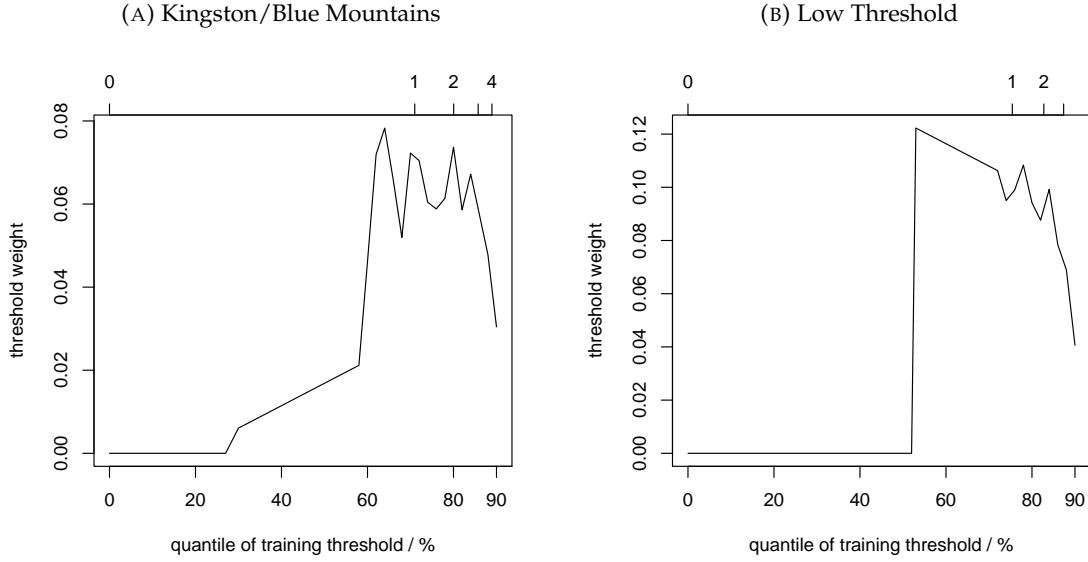 (A) Kingston/Blue Mountains
0 1 2 4
0.00 0.02 0.04 0.06 0.08
threshold weight
0 20 40 60 80 90
quantile of training threshold / %
(B) Low Threshold
0 1 2
0.00 0.02 0.04 0.06 0.08 0.10 0.12
threshold weight
0 20 40 60 80 90
quantile of training threshold / %